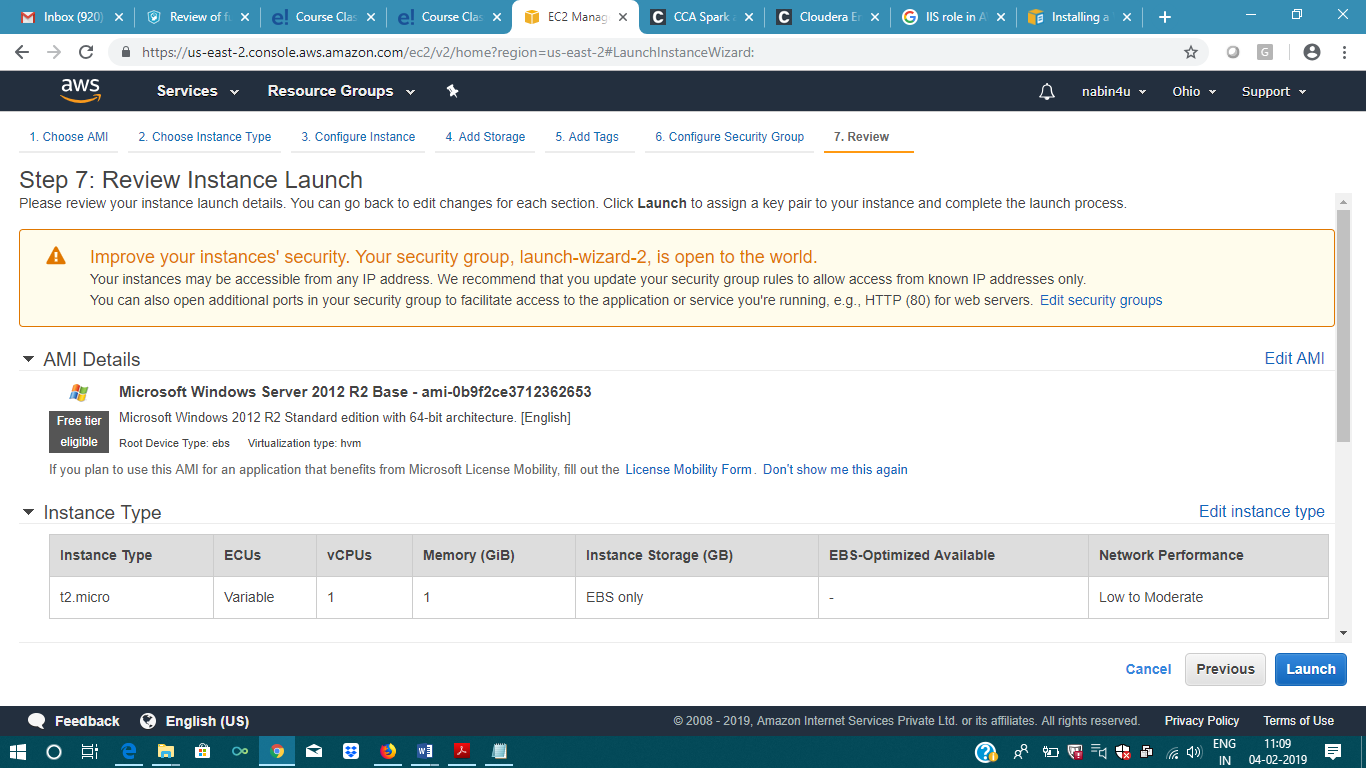 Inbox (920)
Review of f
Course Clas
Course Clas
EC2 Manag
CCA Spark a
Cloudera E
IIS role in A
Installing a
https://us-east-2.console.aws.amazon.com/ec2/v2/home?region=us-east-2#LaunchInstanceWizard:
aws
Services
Resource Groups
nabin4u
Ohio
Support
1. Choose AMI
2. Choose Instance Type
3. Configure Instance
4. Add Storage
5. Add Tags
6. Configure Security Group
7. Review
Step 7: Review Instance Launch
Please review your instance launch details. You can go back to edit changes for each section. Click Launch to assign a key pair to your instance and complete the launch process.
Improve your instances' security. Your security group, launch-wizard-2, is open to the world.
Your instances may be accessible from any IP address. We recommend that you update your security group rules to allow access from known IP addresses only.
You can also open additional ports in your security group to facilitate access to the application or service you're running, e.g., HTTP (80) for web servers. Edit security groups
AMI Details
Edit AMI
Microsoft Windows Server 2012 R2 Base - ami-0b9f2ce3712362653
Free tier
eligible
Microsoft Windows 2012 R2 Standard edition with 64-bit architecture. [English]
Root Device Type: ebs Virtualization type: hvm
If you plan to use this AMI for an application that benefits from Microsoft License Mobility, fill out the License Mobility Form. Don't show me this again
Instance Type
Edit instance type
Instance Type ECUs vCPUs Memory (GiB) Instance Storage (GB) EBS-Optimized Available Network Performance
t2.micro Variable 1 1 EBS only - Low to Moderate
Cancel
Previous
Launch
Feedback
English (US)
© 2008 - 2019, Amazon Internet Services Private Ltd. or its affiliates. All rights reserved.
Privacy Policy
Terms of Use
ENG
IN
11:09
04-02-2019